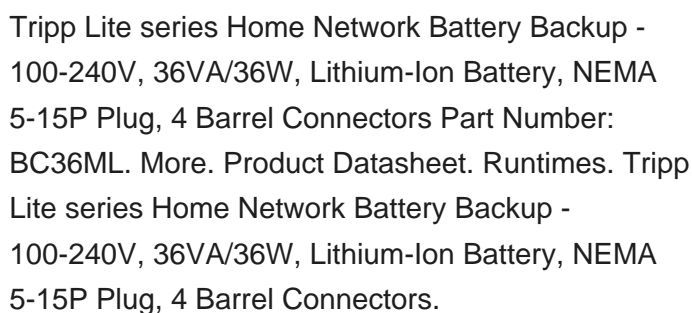 Tripp Lite series Home Network Battery Backup -
100-240V, 36VA/36W, Lithium-Ion Battery, NEMA
5-15P Plug, 4 Barrel Connectors Part Number:
BC36ML. More. Product Datasheet. Runtimes. Tripp
Lite series Home Network Battery Backup -
100-240V, 36VA/36W, Lithium-Ion Battery, NEMA
5-15P Plug, 4 Barrel Connectors.